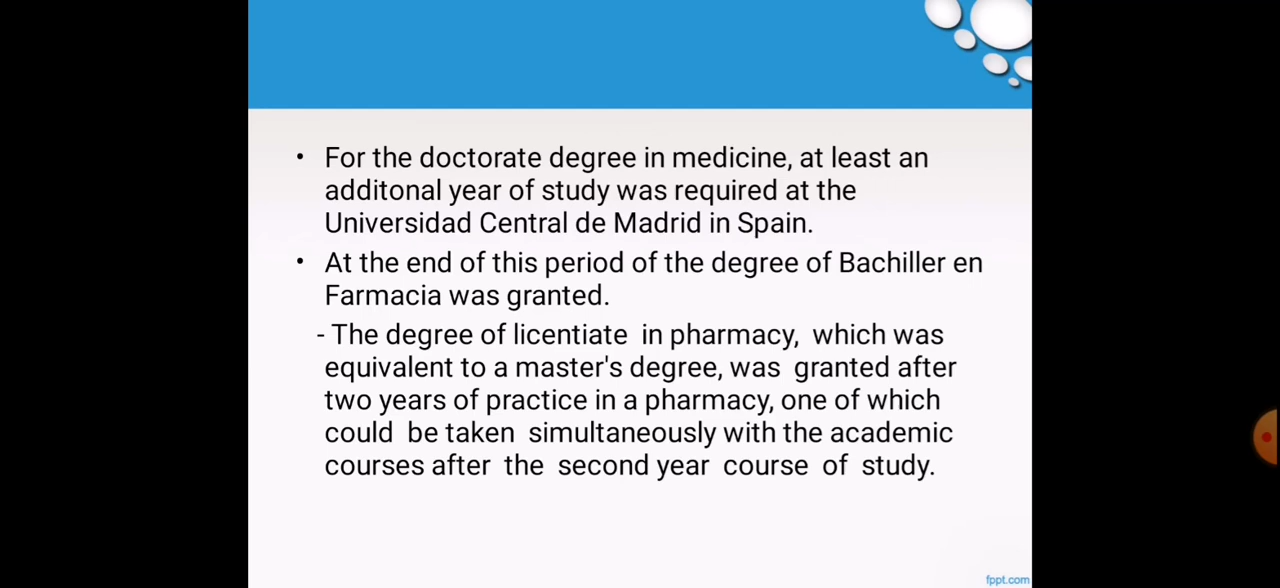 • For the doctorate degree in medicine, at least an
additonal year of study was required at the
Universidad Central de Madrid in Spain.
• At the end of this period of the degree of Bachiller en
Farmacia was granted.
- The degree of licentiate in pharmacy, which was
equivalent to a master's degree, was granted after
two years of practice in a pharmacy, one of which
could be taken simultaneously with the academic
courses after the second year course of study.
fppt.com